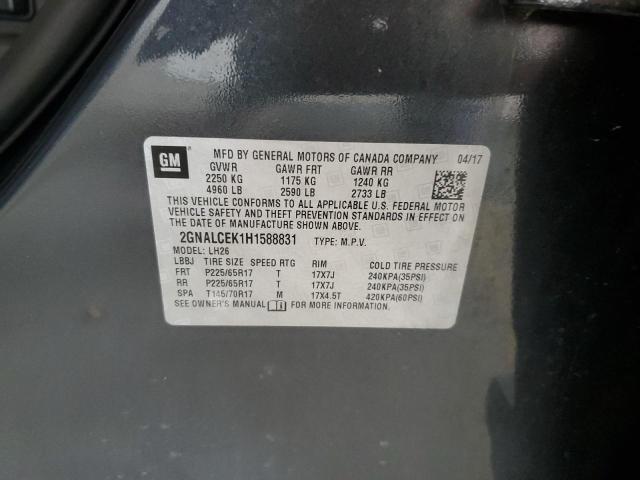 GM
MFD BY GENERAL MOTORS OF CANADA COMPANY 04/17
GVWR GAWR FRT GAWR RR
2250 KG 1175 KG 1240 KG
4960 LB 2590 LB 2733 LB
THIS VEHICLE CONFORMS TO ALL APPLICABLE U.S. FEDERAL MOTOR
VEHICLE SAFETY AND THEFT PREVENTION STANDARDS IN EFFECT ON
THE DATE OF MANUFACTURE SHOWN ABOVE.
2GNALCEK1H1588831 TYPE: M.P.V.
MODEL: LH26
LBBJ TIRE SIZE SPEED RTG RIM COLD TIRE PRESSURE
FRT P225/65R17 T 17X7J 240KPA(35PSI)
RR P225/65R17 T 17X7J 240KPA(35PSI)
SPA T145/70R17 M 17X4.5T 420KPA(60PSI)
SEE OWNER'S MANUAL FOR MORE INFORMATION.